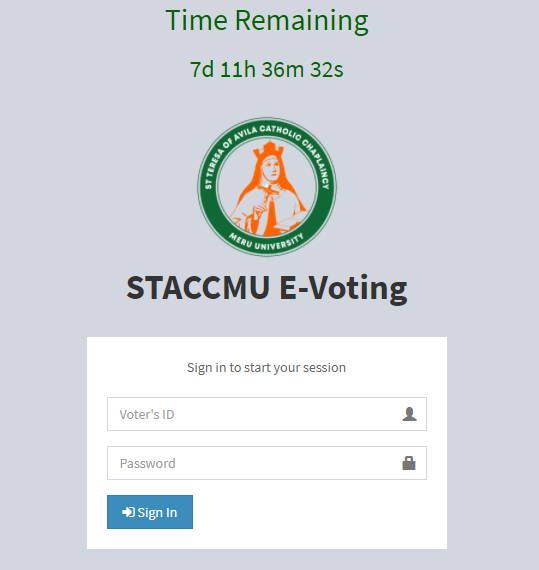 Time Remaining
7d 11h 36m 32s
ST TERESA OF AVILA CATHOLIC CHAPLAINCY
MERU UNIVERSITY
STACCMU E-Voting
Sign in to start your session
Voter's ID
Password
Sign In